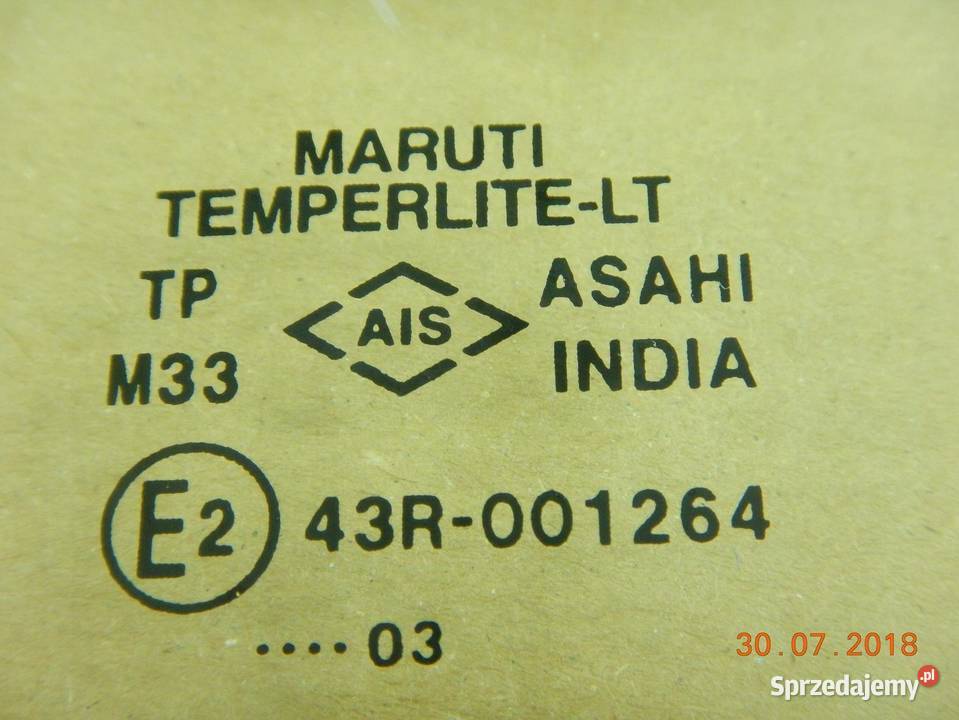 MARUTI
TEMPERLITE-LT
TP AIS ASAHI
M33 INDIA
E2 43R-001264
.... 03
30.07.2018
Sprzedajemy.pl